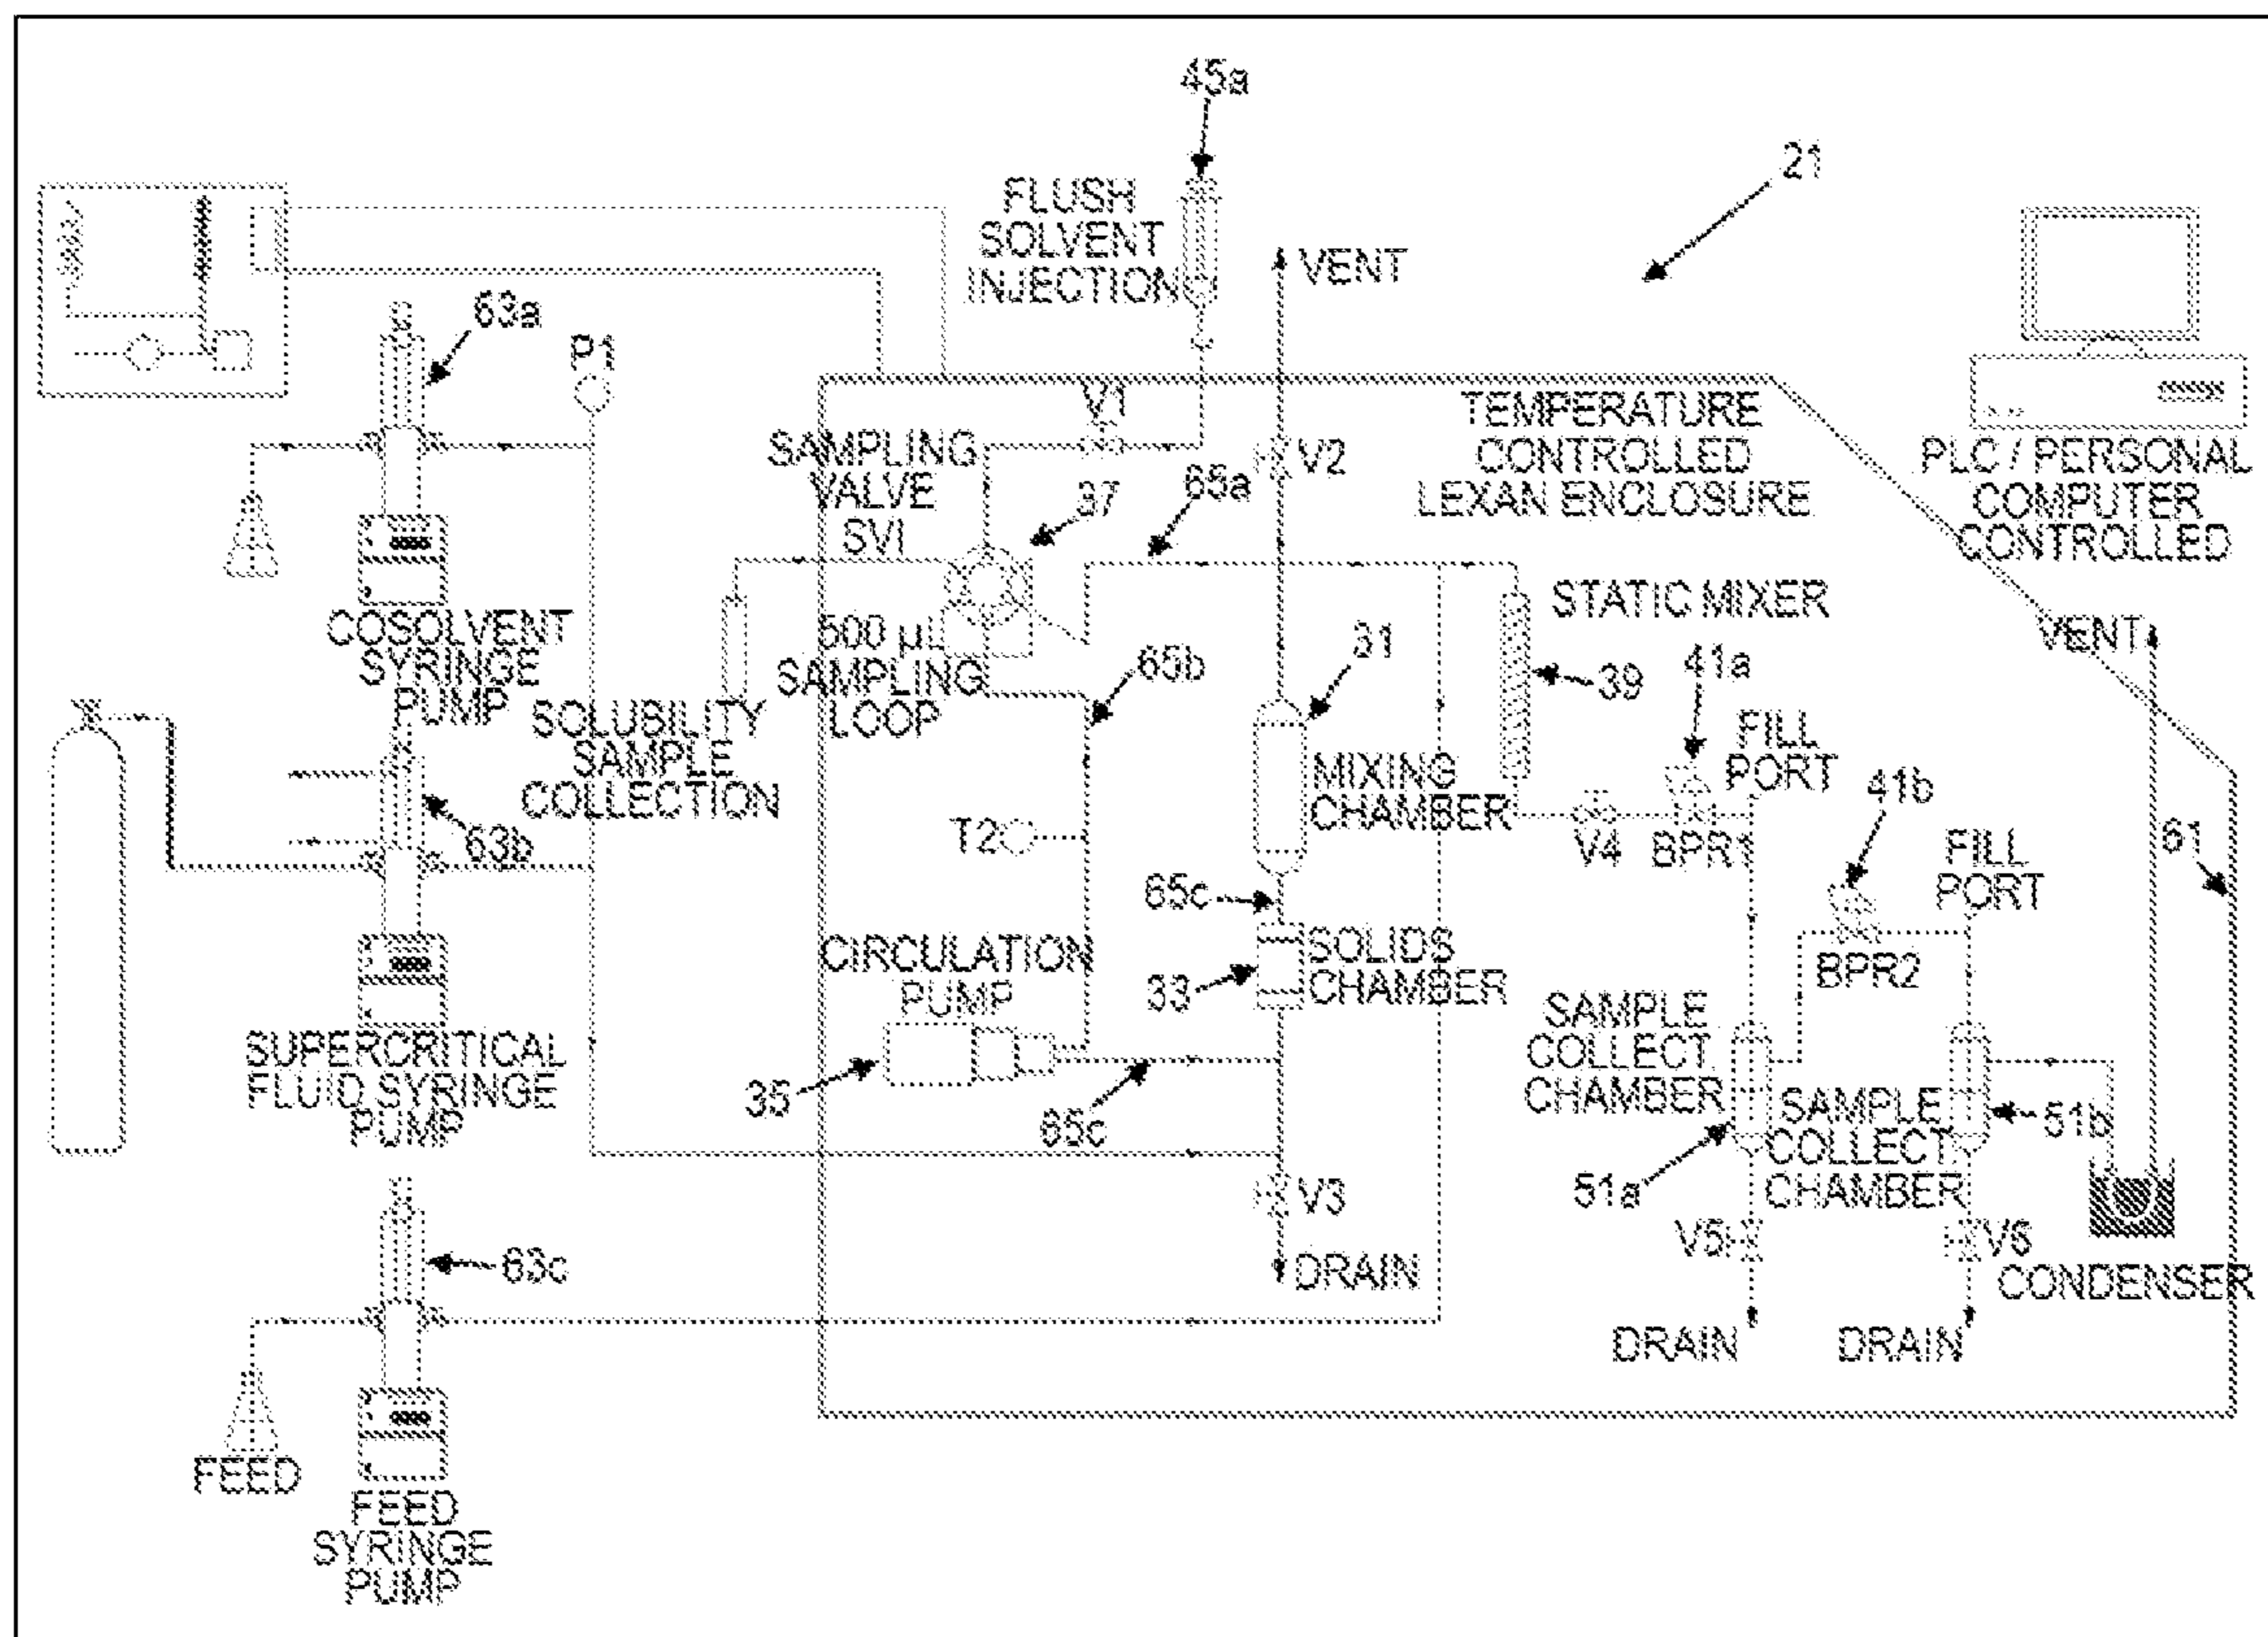 45a
21
FLUSH
SOLVENT
INJECTION
VENT
63a
P1
V1
TEMPERATURE
CONTROLLED
LEXAN ENCLOSURE
SAMPLING
VALVE
SVI
37
65a
V2
PLC / PERSONAL
COMPUTER
CONTROLLED
COSOLVENT
SYRINGE
PUMP
500 µL
SAMPLING
LOOP
65b
31
STATIC MIXER
39
41a
VENT
SOLUBILITY
SAMPLE
COLLECTION
MIXING
CHAMBER
FILL
PORT
41b
63b
T2
V4
BPR1
FILL
PORT
61
65c
CIRCULATION
PUMP
33
SOLIDS
CHAMBER
BPR2
SUPERCRITICAL
FLUID SYRINGE
PUMP
35
65c
SAMPLE
COLLECT.
CHAMBER
SAMPLE
COLLECT.
CHAMBER
51b
51a
V3
V5
V6
63c
DRAIN
CONDENSER
DRAIN
DRAIN
FEED
FEED
SYRINGE
PUMP